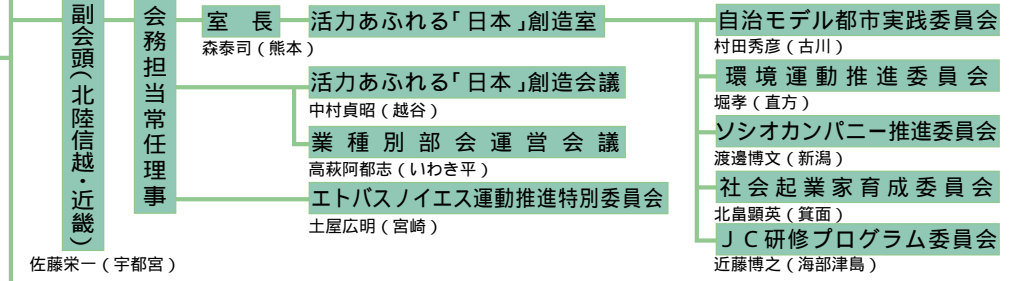 副会頭(北陸信越・近畿)
佐藤栄一(宇都宮)
会務担当常任理事
室長
森泰司(熊本)
活力あふれる「日本」創造室
活力あふれる「日本」創造会議
中村貞昭(越谷)
業種別部会運営会議
高萩阿都志(いわき平)
エトバスノイエス運動推進特別委員会
土屋広明(宮崎)
自治モデル都市実践委員会
村田秀彦(古川)
環境運動推進委員会
堀孝(直方)
ソシオカンパニー推進委員会
渡邊博文(新潟)
社会起業家育成委員会
北畠顕英(箕面)
JC研修プログラム委員会
近藤博之(海部津島)